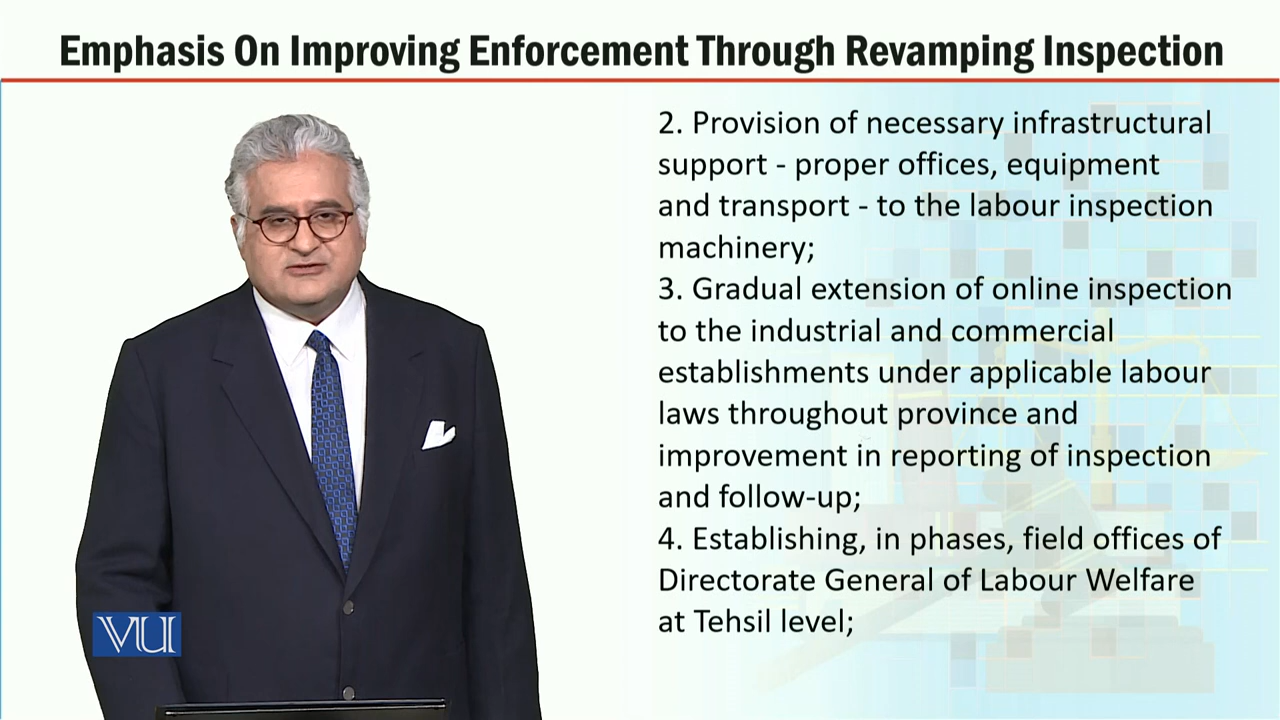 Emphasis On Improving Enforcement Through Revamping Inspection
2. Provision of necessary infrastructural
support - proper offices, equipment
and transport - to the labour inspection
machinery;
3. Gradual extension of online inspection
to the industrial and commercial
establishments under applicable labour
laws throughout province and
improvement in reporting of inspection
and follow-up;
4. Establishing, in phases, field offices of
Directorate General of Labour Welfare
at Tehsil level;
VU